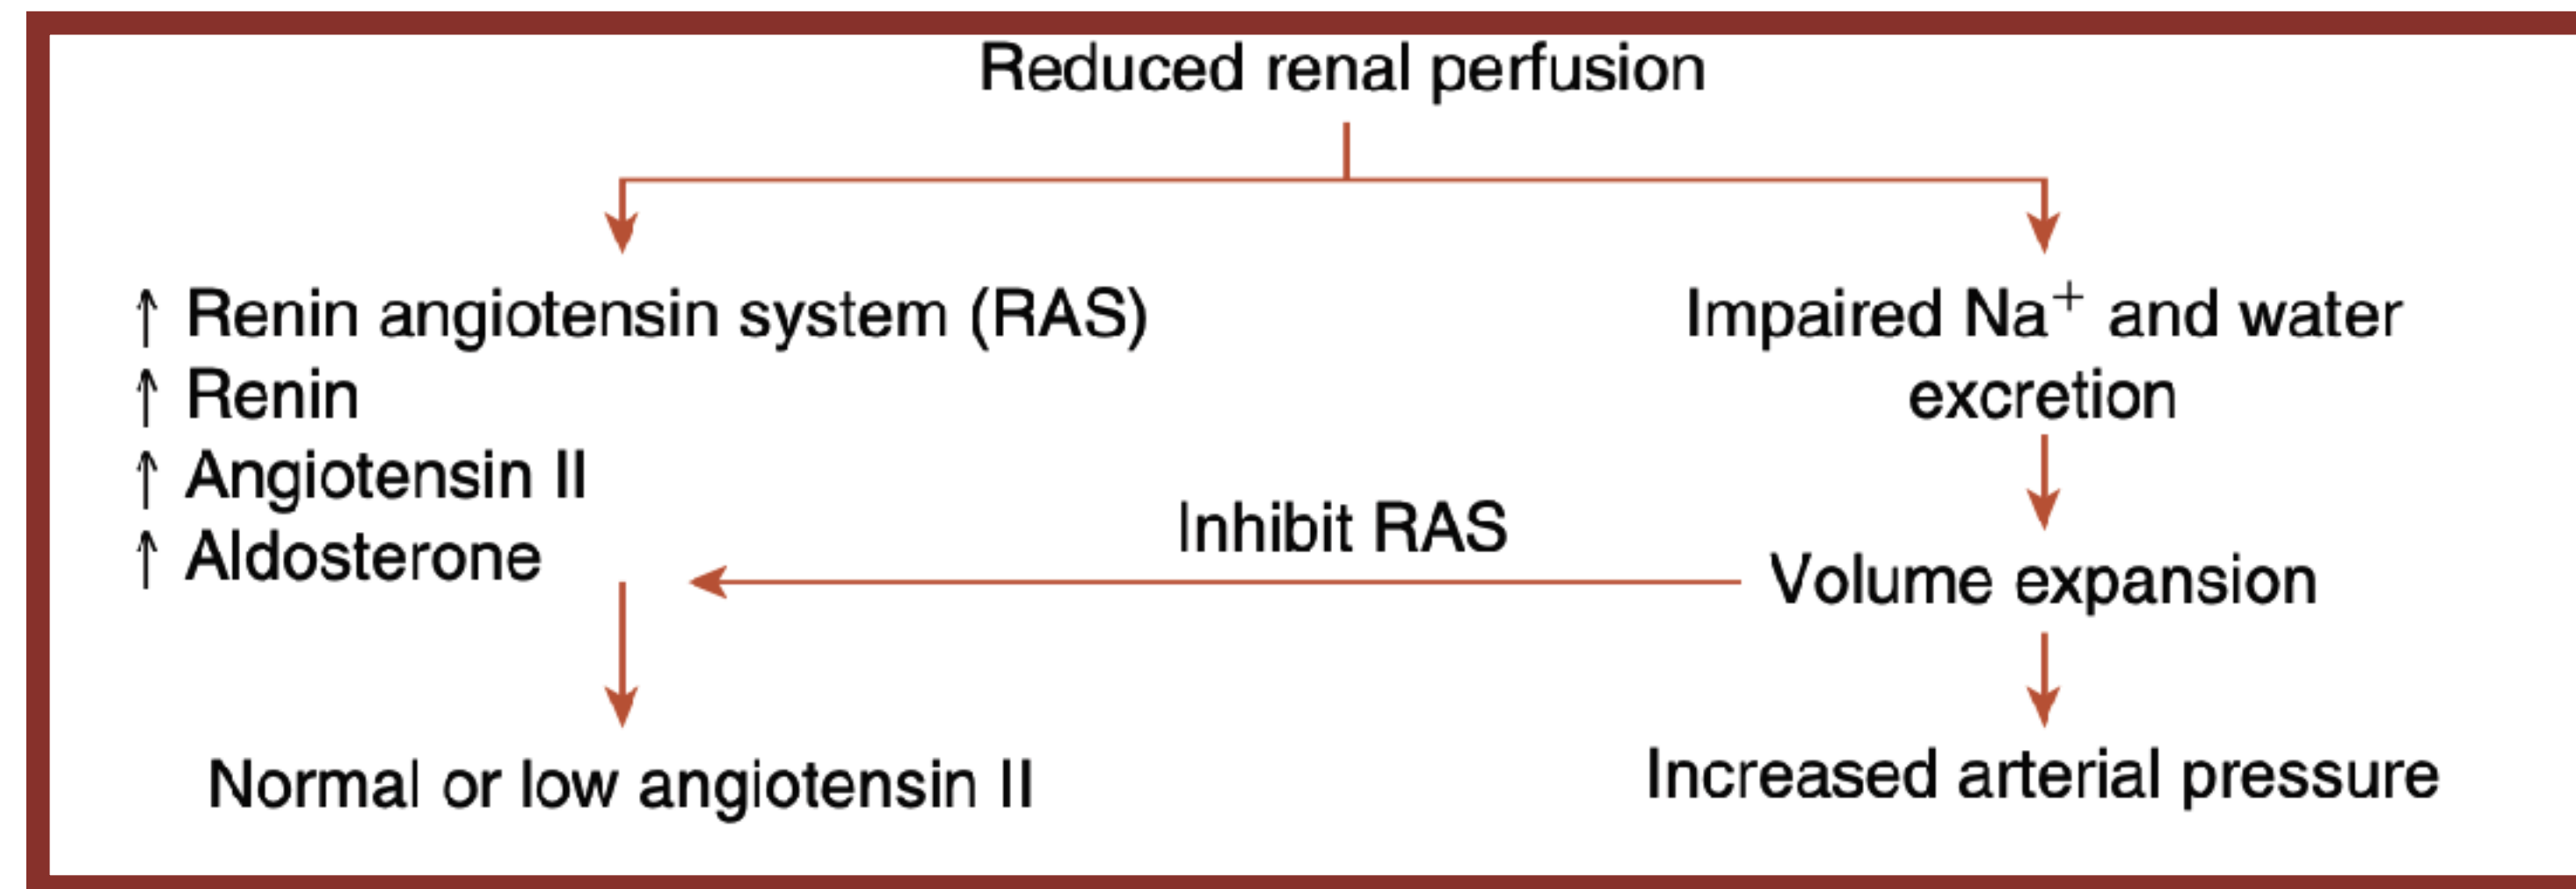 Reduced renal perfusion
↑ Renin angiotensin system (RAS)
↑ Renin
↑ Angiotensin II
↑ Aldosterone
Impaired Na⁺ and water
excretion
Inhibit RAS
Volume expansion
Normal or low angiotensin II
Increased arterial pressure